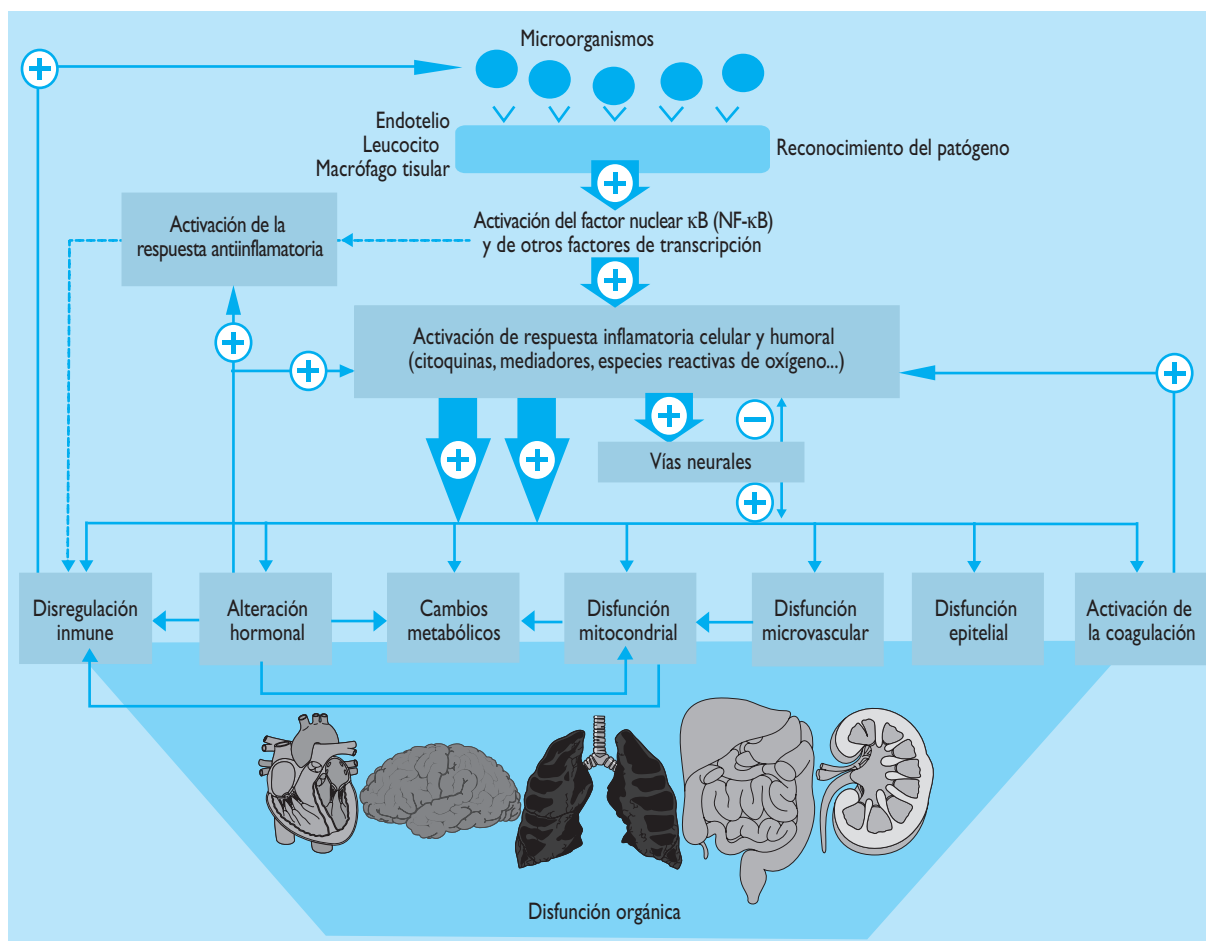 Microorganismos
Endotelio
Leucocito
Macrófago tisular
Reconocimiento del patógeno
Activación de la
respuesta antiinflamatoria
Activación del factor nuclear κB (NF-κB)
y de otros factores de transcripción
Activación de respuesta inflamatoria celular y humoral
(citoquinas, mediadores, especies reactivas de oxígeno...)
Vías neurales
Disregulación
inmune
Alteración
hormonal
Cambios
metabólicos
Disfunción
mitocondrial
Disfunción
microvascular
Disfunción
epitelial
Activación de
la coagulación
Disfunción orgánica